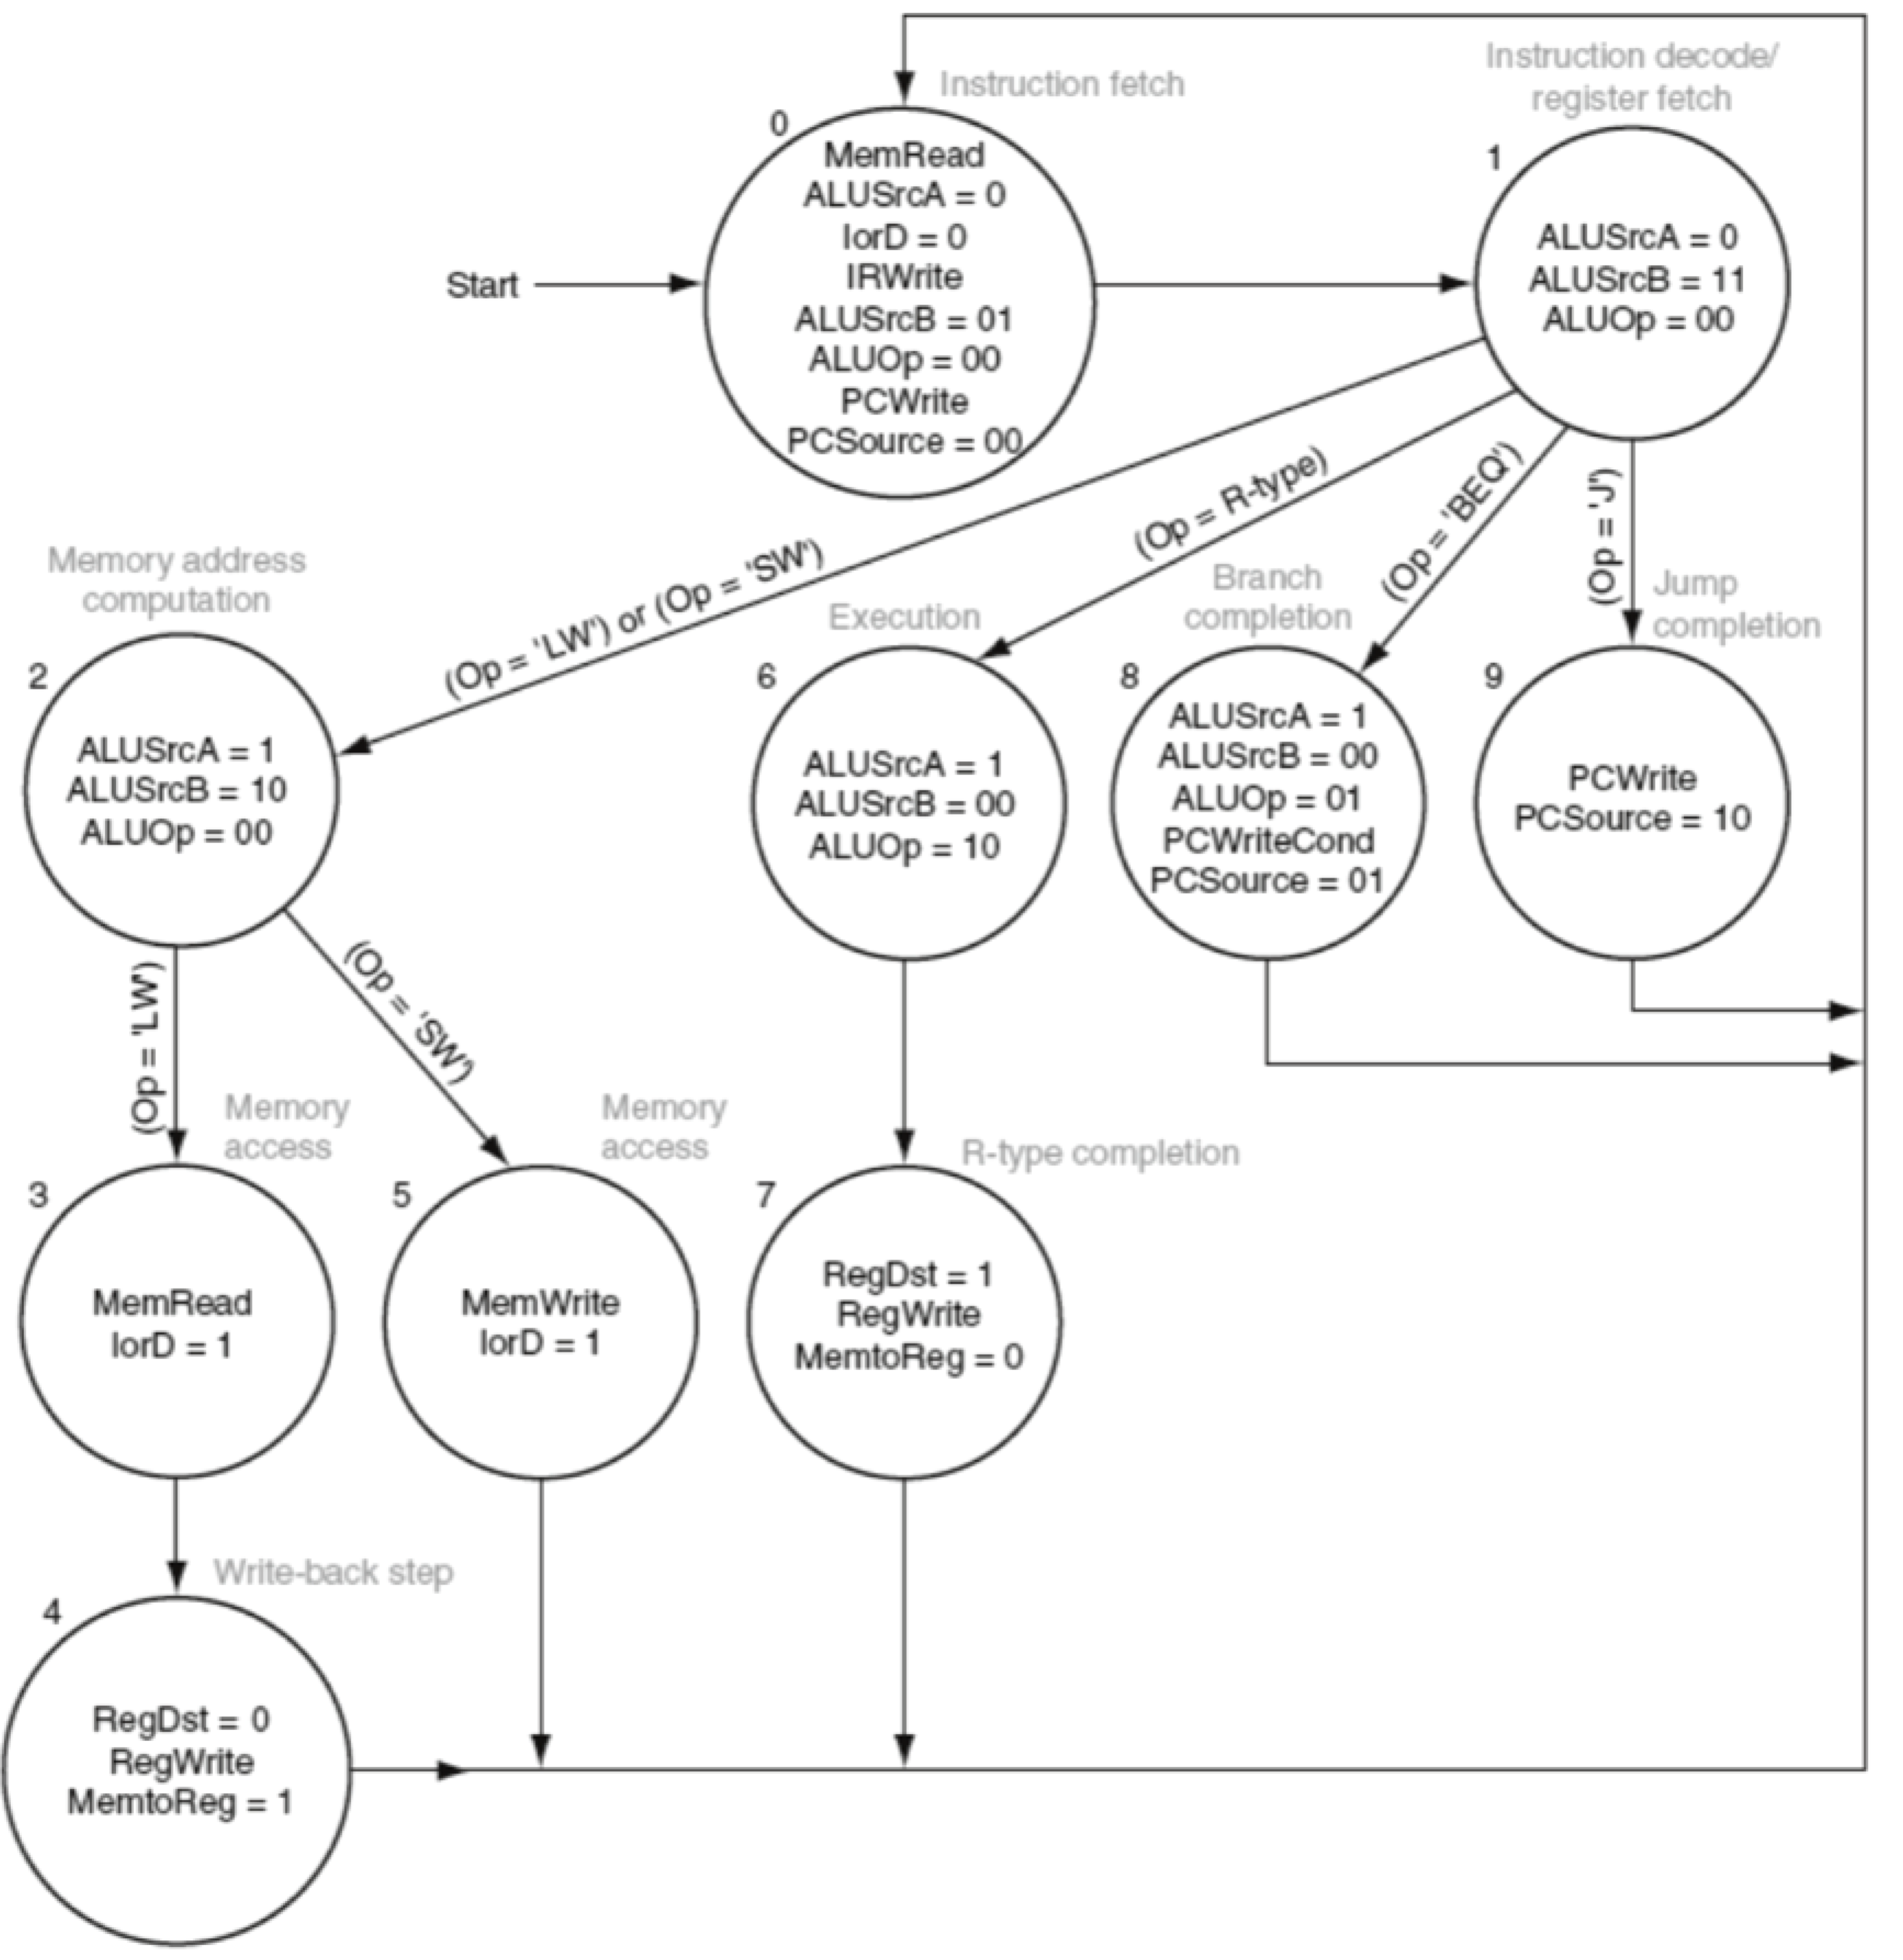 Instruction fetch
0
MemRead
ALUSrcA = 0
IorD = 0
IRWrite
ALUSrcB = 01
ALUOp = 00
PCWrite
PCSource = 00
Start
Instruction decode/
register fetch
1
ALUSrcA = 0
ALUSrcB = 11
ALUOp = 00
(Op = 'LW') or (Op = 'SW')
(Op = R-type)
(Op = 'BEQ')
(Op = 'J')
Memory address
computation
2
ALUSrcA = 1
ALUSrcB = 10
ALUOp = 00
Execution
6
ALUSrcA = 1
ALUSrcB = 00
ALUOp = 10
Branch
completion
8
ALUSrcA = 1
ALUSrcB = 00
ALUOp = 01
PCWriteCond
PCSource = 01
Jump
completion
9
PCWrite
PCSource = 10
(Op = 'LW')
(Op = 'SW')
Memory
access
3
MemRead
IorD = 1
Memory
access
5
MemWrite
IorD = 1
R-type completion
7
RegDst = 1
RegWrite
MemtoReg = 0
Write-back step
4
RegDst = 0
RegWrite
MemtoReg = 1